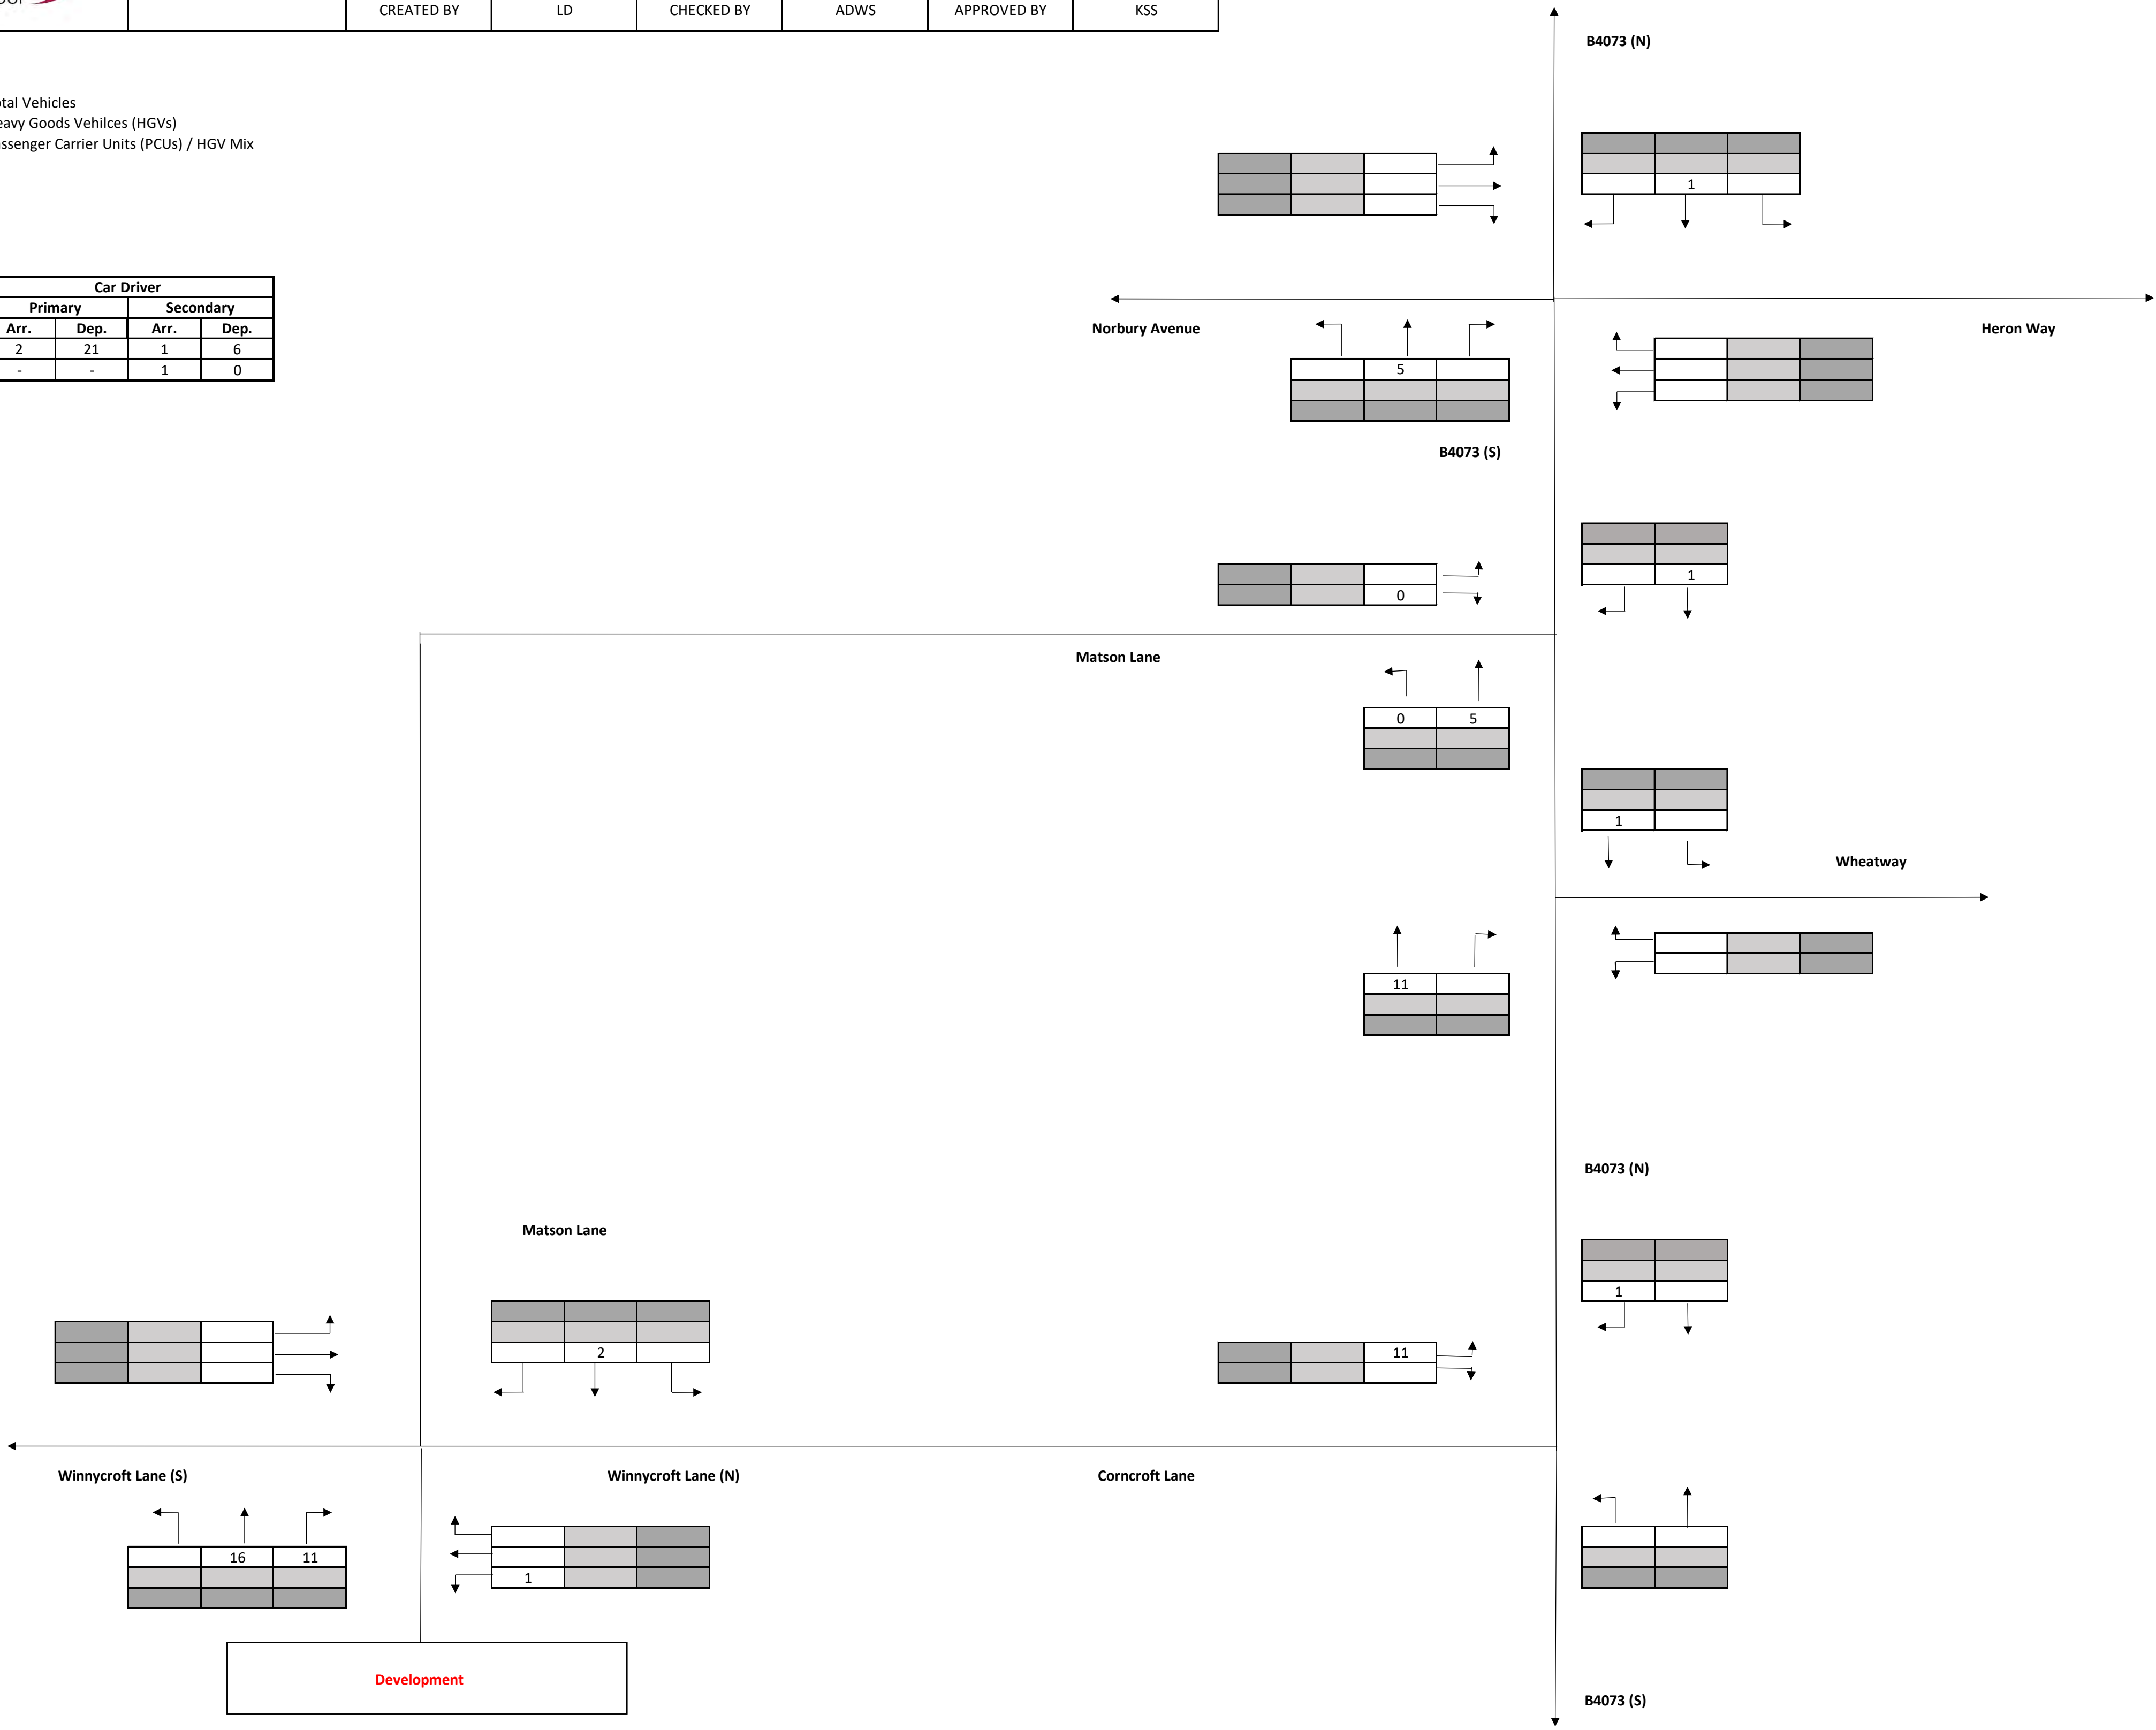 CREATED BY LD CHECKED BY ADWS APPROVED BY KSS
B4073 (N)
Vehicles
Goods Vehilces (HGVs)
Carrier Units (PCUs) / HGV Mix
1
Car Driver
Primary Secondary
Arr. Dep. Arr. Dep.
2 21 1 6
- - 1 0
Norbury Avenue
Heron Way
5
B4073 (S)
1
0
Matson Lane
0 5
1
Wheatway
11
B4073 (N)
Matson Lane
1
2
11
Winnycroft Lane (S)
Winnycroft Lane (N)
Corncroft Lane
16 11
1
Development
B4073 (S)